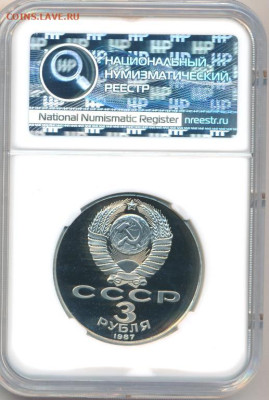 COINS.LAVE.RU
НАЦИОНАЛЬНЫЙ
НУМИЗМАТИЧЕСКИЙ
РЕЕСТР
National Numismatic Register nreestr.ru
СССР
3
РУБЛЯ
1987